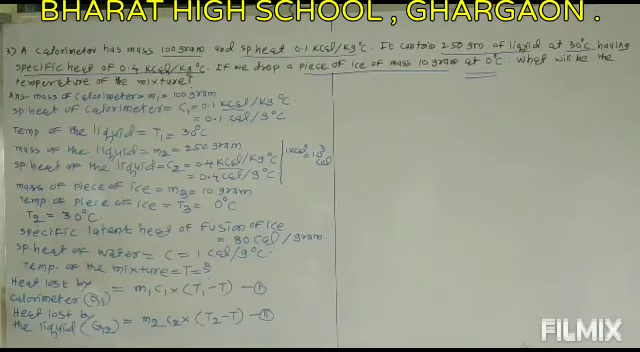 BHARAT HIGH SCHOOL , GHARGAON .
3) A calorimeter has mass 100 gram and sp heat 0.1 kcal/kg°C. It contain 250 gm of liquid at 30°C having
specific heat of 0.4 kcal/kg°C. If we drop a piece of ice of mass 10 gram at 0°C. What will be the
temperature of the mixture?
Ans- mass of calorimeter = m1 = 100 gram
Sp. heat of calorimeter = C1 = 0.1 kcal/kg°C
= 0.1 cal/g°C
Temp. of the liquid = T1 = 30°C
mass of the liquid = m2 = 250 gram
sp. heat of the liquid = C2 = 0.4 kcal/kg°C
= 0.4 cal/g°C
1 kcal = 10³ cal
mass of piece of ice = m3 = 10 gram
Temp of piece of ice = T3 = 0°C
T2 = 30°C
specific latent heat of fusion of ice
= 80 cal/gram
Sp. heat of water = C = 1 cal/g°C.
Temp. of the mixture = T = ?
Heat lost by
calorimeter (Q1) = m1 c1 x (T1-T) - I
Heat lost by
the liquid (Q2) = m2 c2 x (T2-T) - II
FILMIX